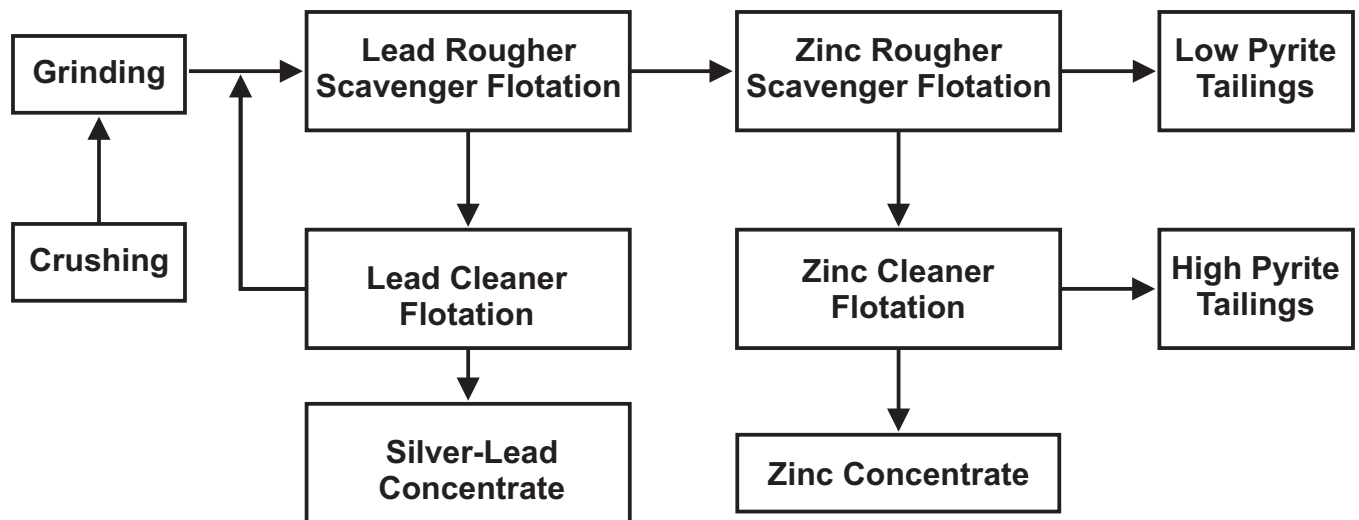 Grinding
Lead Rougher
Scavenger Flotation
Zinc Rougher
Scavenger Flotation
Low Pyrite
Tailings
Crushing
Lead Cleaner
Flotation
Zinc Cleaner
Flotation
High Pyrite
Tailings
Silver-Lead
Concentrate
Zinc Concentrate